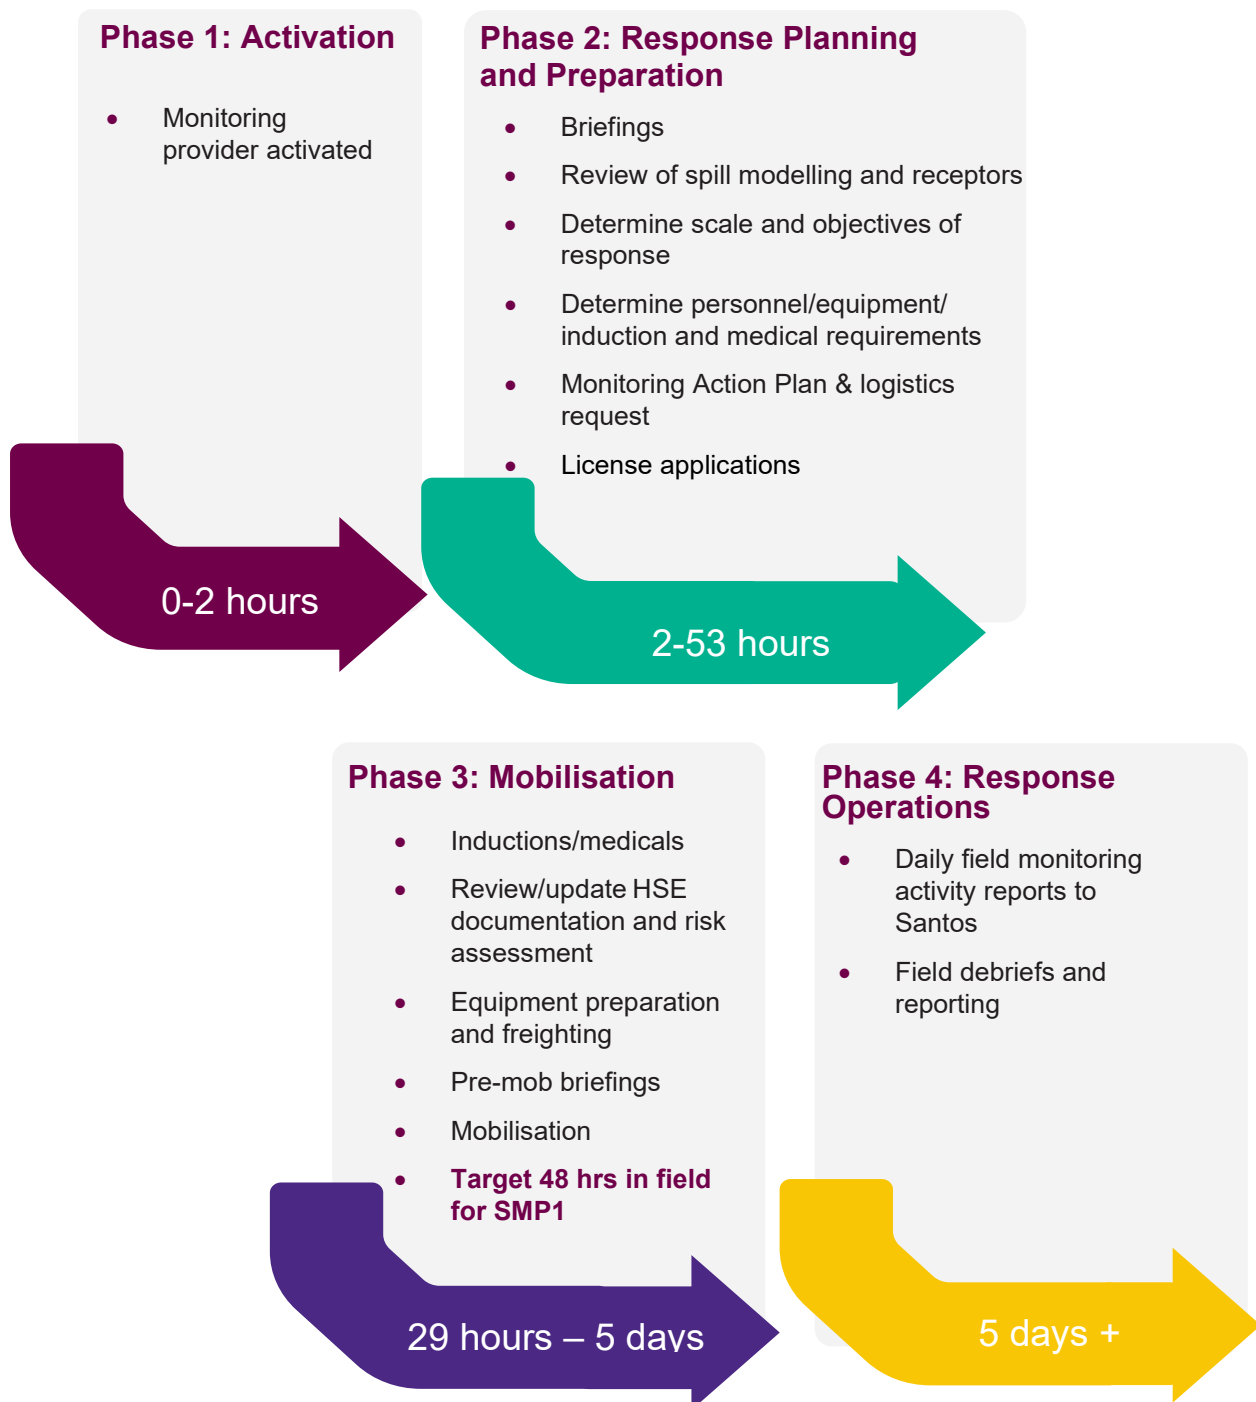 Phase 1: Activation
• Monitoring
provider activated
0-2 hours
Phase 2: Response Planning
and Preparation
• Briefings
• Review of spill modelling and receptors
• Determine scale and objectives of
response
• Determine personnel/equipment/
induction and medical requirements
• Monitoring Action Plan & logistics
request
• License applications
2-53 hours
Phase 3: Mobilisation
• Inductions/medicals
• Review/update HSE
documentation and risk
assessment
• Equipment preparation
and freighting
• Pre-mob briefings
• Mobilisation
• Target 48 hrs in field
for SMP1
29 hours – 5 days
Phase 4: Response
Operations
• Daily field monitoring
activity reports to
Santos
• Field debriefs and
reporting
5 days +